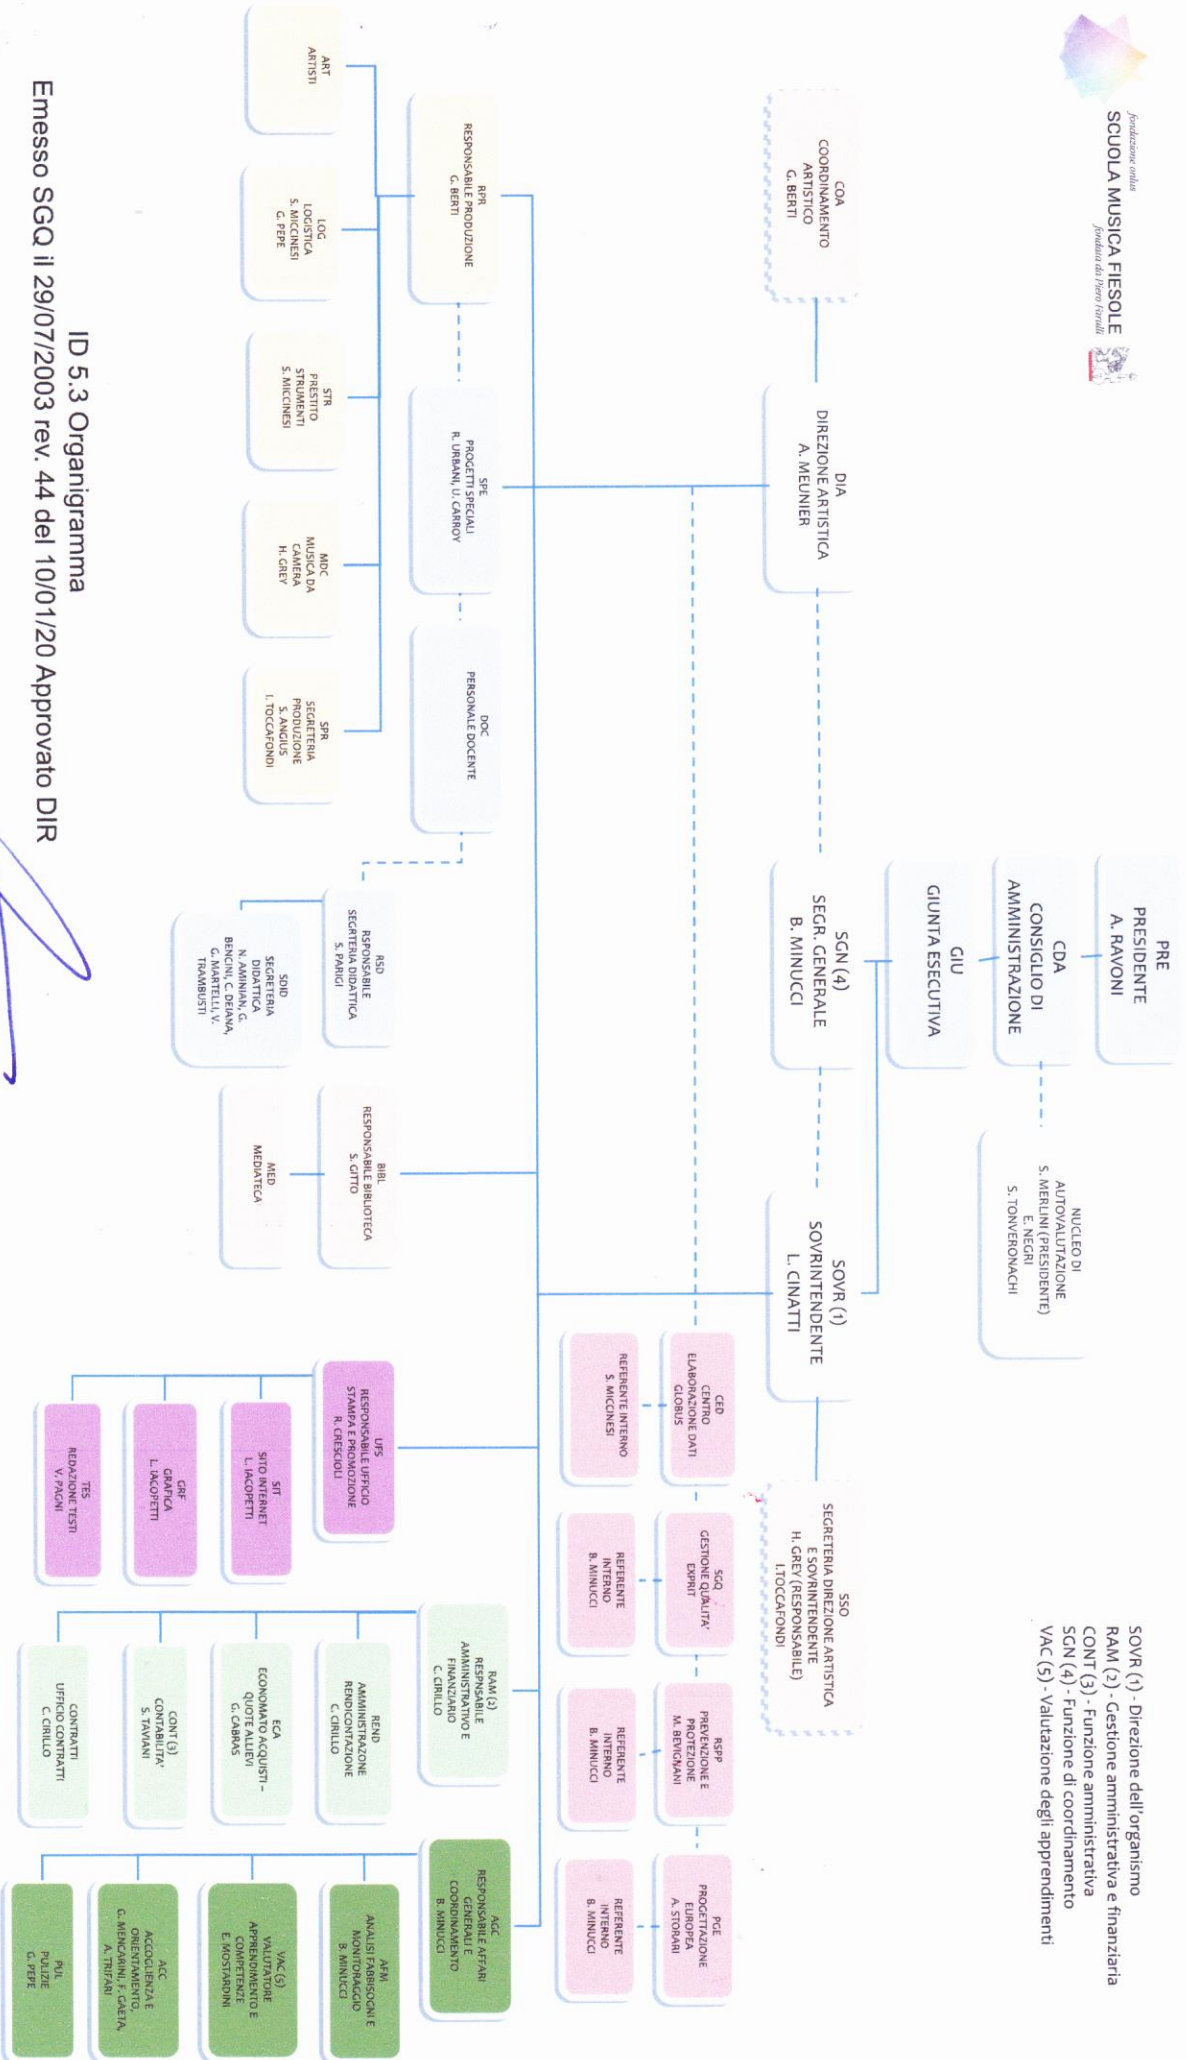 fondazione onlus
SCUOLA MUSICA FIESOLE
fondata da Piero Farulli
PRE
PRESIDENTE
A. RAVONI
CDA
CONSIGLIO DI
AMMINISTRAZIONE
NUCLEO DI
AUTOVALUTAZIONE
S. MERLINI (PRESIDENTE)
E. NEGRI
S. TONVERONACHI
GIU
GIUNTA ESECUTIVA
SOVR (1) - Direzione dell'organismo
RAM (2) - Gestione amministrativa e finanziaria
CONT (3) - Funzione amministrativa
SGN (4) - Funzione di coordinamento
VAC (5) - Valutazione degli apprendimenti
COA
COORDINAMENTO
ARTISTICO
G. BERTI
DIA
DIREZIONE ARTISTICA
A. MEUNIER
SGN (4)
SEGR. GENERALE
B. MINUCCI
SOVR (1)
SOVRINTENDENTE
L. CINATTI
SSO
SEGRETERIA DIREZIONE ARTISTICA
E SOVRINTENDENTE
H. GREY (RESPONSABILE)
I.TOCCAFONDI
CED
CENTRO
ELABORAZIONE DATI
GLOBUS
SGQ
GESTIONE QUALITA'
EXPRIT
RSPP
PREVENZIONE E
PROTEZIONE
M. BEVIGNANI
PGE
PROGETTAZIONE
EUROPEA
A. STORARI
REFERENTE INTERNO
S. MICCINESI
REFERENTE
INTERNO
B. MINUCCI
REFERENTE
INTERNO
B. MINUCCI
REFERENTE
INTERNO
B. MINUCCI
RPR
RESPONSABILE PRODUZIONE
G. BERTI
SPE
PROGETTI SPECIALI
R. URBANI, U. CARROY
DOC
PERSONALE DOCENTE
RSD
RSPONSABILE
SEGRTERIA DIDATTICA
S. PARIGI
SDID
SEGRETERIA
DIDATTICA
N. AMINIAN, G.
BENCINI, C. DEIANA,
G. MARTELLI, V.
TRAMBUSTI
BIBL
RESPONSABILE BIBLIOTECA
S. GITTO
MED
MEDIATECA
UFS
RESPONSABILE UFFICIO
STAMPA E PROMOZIONE
R. CRESCIOLI
SIT
SITO INTERNET
L. IACOPETTI
GRF
GRAFICA
L. IACOPETTI
TES
REDAZIONE TESTI
V. PAGNI
RAM (2)
RESPNSABILE
AMMINISTRATIVO E
FINANZIARIO
C. CIRILLO
REND
AMMINISTRAZIONE
RENDICONTAZIONE
C. CIRILLO
ECA
ECONOMATO ACQUISTI –
QUOTE ALLIEVI
G. CABRAS
CONT (3)
CONTABILITA'
S. TAVIANI
CONTRATTI
UFFICIO CONTRATTI
C. CIRILLO
AGC
RESPONSABILE AFFARI
GENERALI E
COORDINAMENTO
B. MINUCCI
AFM
ANALISI FABBISOGNI E
MONITORAGGIO
B. MINUCCI
VAC (5)
VALUTATORE
APPRENDIMENTO E
COMPETENZE
E. MOSTARDINI
ACC
ACCOGLIENZA E
ORIENTAMENTO,
G. MENCARINI, F. GAETA,
A. TRIFARI
PUL
PULIZIE
G. PEPE
ART
ARTISTI
LOG
LOGISTICA
S. MICCINESI
G. PEPE
STR
PRESTITO
STRUMENTI
S. MICCINESI
MDC
MUSICA DA
CAMERA
H. GREY
SPR
SEGRETERIA
PRODUZIONE
S. ANGIUS
I. TOCCAFONDI
ID 5.3 Organigramma
Emesso SGQ il 29/07/2003 rev. 44 del 10/01/20 Approvato DIR